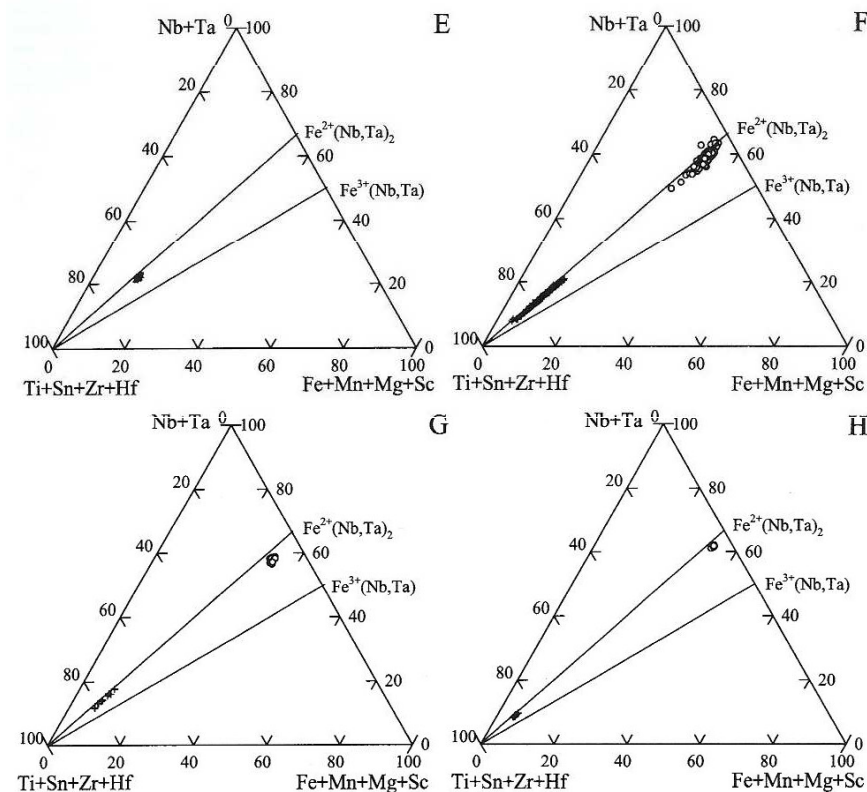 Nb+Ta 0 100 E
20 80
Fe²⁺(Nb,Ta)₂
40 60
Fe³⁺(Nb,Ta)
60 40
80 20
100 0
0 20 40 60 80 100
Ti+Sn+Zr+Hf Fe+Mn+Mg+Sc
Nb+Ta 0 100 F
20 80
Fe²⁺(Nb,Ta)₂
40 60
Fe³⁺(Nb,Ta)
60 40
80 20
100 0
0 20 40 60 80 100
Ti+Sn+Zr+Hf Fe+Mn+Mg+Sc
Nb+Ta 0 100 G
20 80
Fe²⁺(Nb,Ta)₂
40 60
Fe³⁺(Nb,Ta)
60 40
80 20
100 0
0 20 40 60 80 100
Ti+Sn+Zr+Hf Fe+Mn+Mg+Sc
Nb+Ta 0 100 H
20 80
Fe²⁺(Nb,Ta)₂
40 60
Fe³⁺(Nb,Ta)
60 40
80 20
100 0
0 20 40 60 80 100
Ti+Sn+Zr+Hf Fe+Mn+Mg+Sc